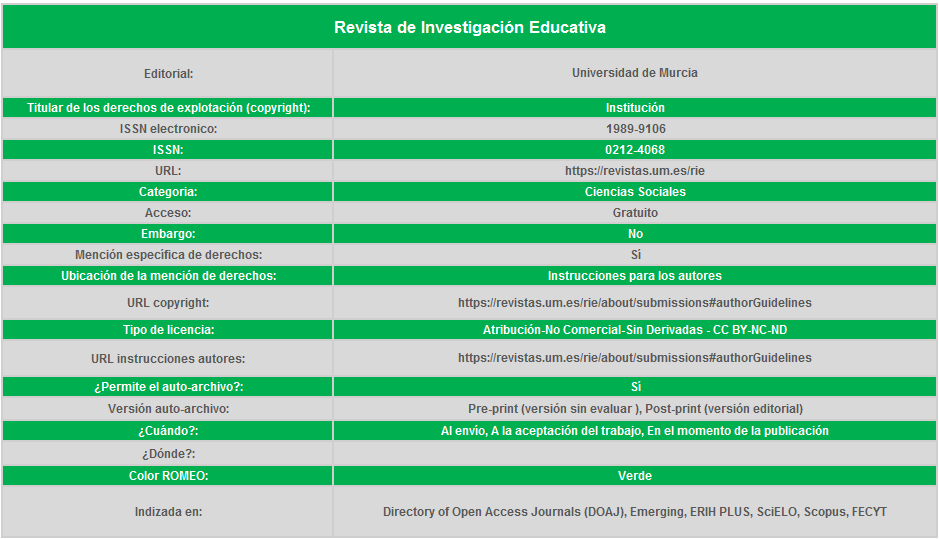 Revista de Investigación Educativa
Editorial: Universidad de Murcia
Titular de los derechos de explotación (copyright): Institución
ISSN electronico: 1989-9106
ISSN: 0212-4068
URL: https://revistas.um.es/rie
Categoria: Ciencias Sociales
Acceso: Gratuito
Embargo: No
Mención específica de derechos: Sí
Ubicación de la mención de derechos: Instrucciones para los autores
URL copyright: https://revistas.um.es/rie/about/submissions#authorGuidelines
Tipo de licencia: Atribución-No Comercial-Sin Derivadas - CC BY-NC-ND
URL instrucciones autores: https://revistas.um.es/rie/about/submissions#authorGuidelines
¿Permite el auto-archivo?: Sí
Versión auto-archivo: Pre-print (versión sin evaluar ), Post-print (versión editorial)
¿Cuándo?: Al envío, A la aceptación del trabajo, En el momento de la publicación
¿Dónde?:
Color ROMEO: Verde
Indizada en: Directory of Open Access Journals (DOAJ), Emerging, ERIH PLUS, SciELO, Scopus, FECYT